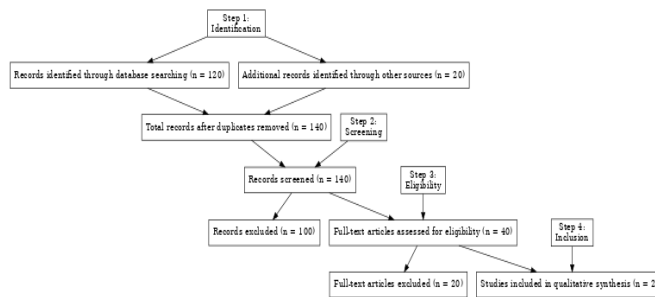 Step 1:
Identification
Records identified through database searching (n = 120)
Additional records identified through other sources (n = 20)
Total records after duplicates removed (n = 140)
Step 2:
Screening
Records screened (n = 140)
Step 3:
Eligibility
Records excluded (n = 100)
Full-text articles assessed for eligibility (n = 40)
Step 4:
Inclusion
Full-text articles excluded (n = 20)
Studies included in qualitative synthesis (n = 2